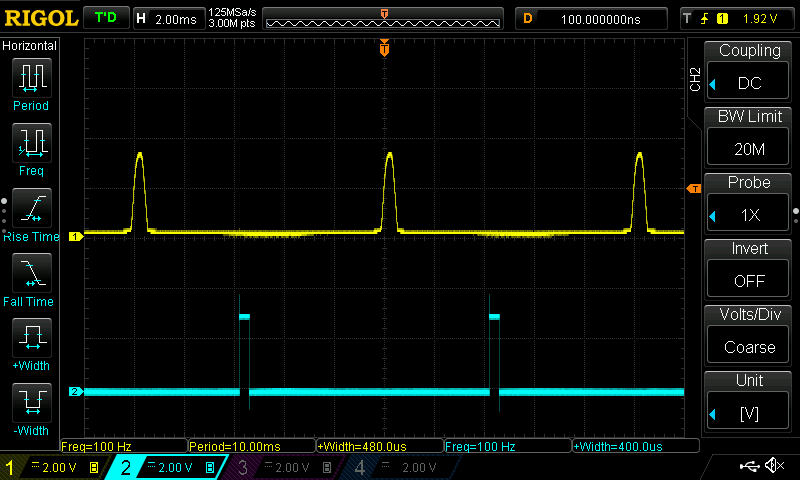 RIGOL T'D H 2.00ms 125MSa/s T D 100.000000ns T 1 1.92 V
3.00M pts
Horizontal
Period
Freq
Rise Time
Fall Time
+Width
-Width
T
T
1
2
CH2
Coupling
DC
BW Limit
20M
Probe
1X
Invert
OFF
Volts/Div
Coarse
Unit
[V]
Freq=100 Hz Period=10.00ms +Width=480.0us Freq=100 Hz +Width=400.0us
1 2.00 V B 2 2.00 V B 3 2.00 V B 4 2.00 V